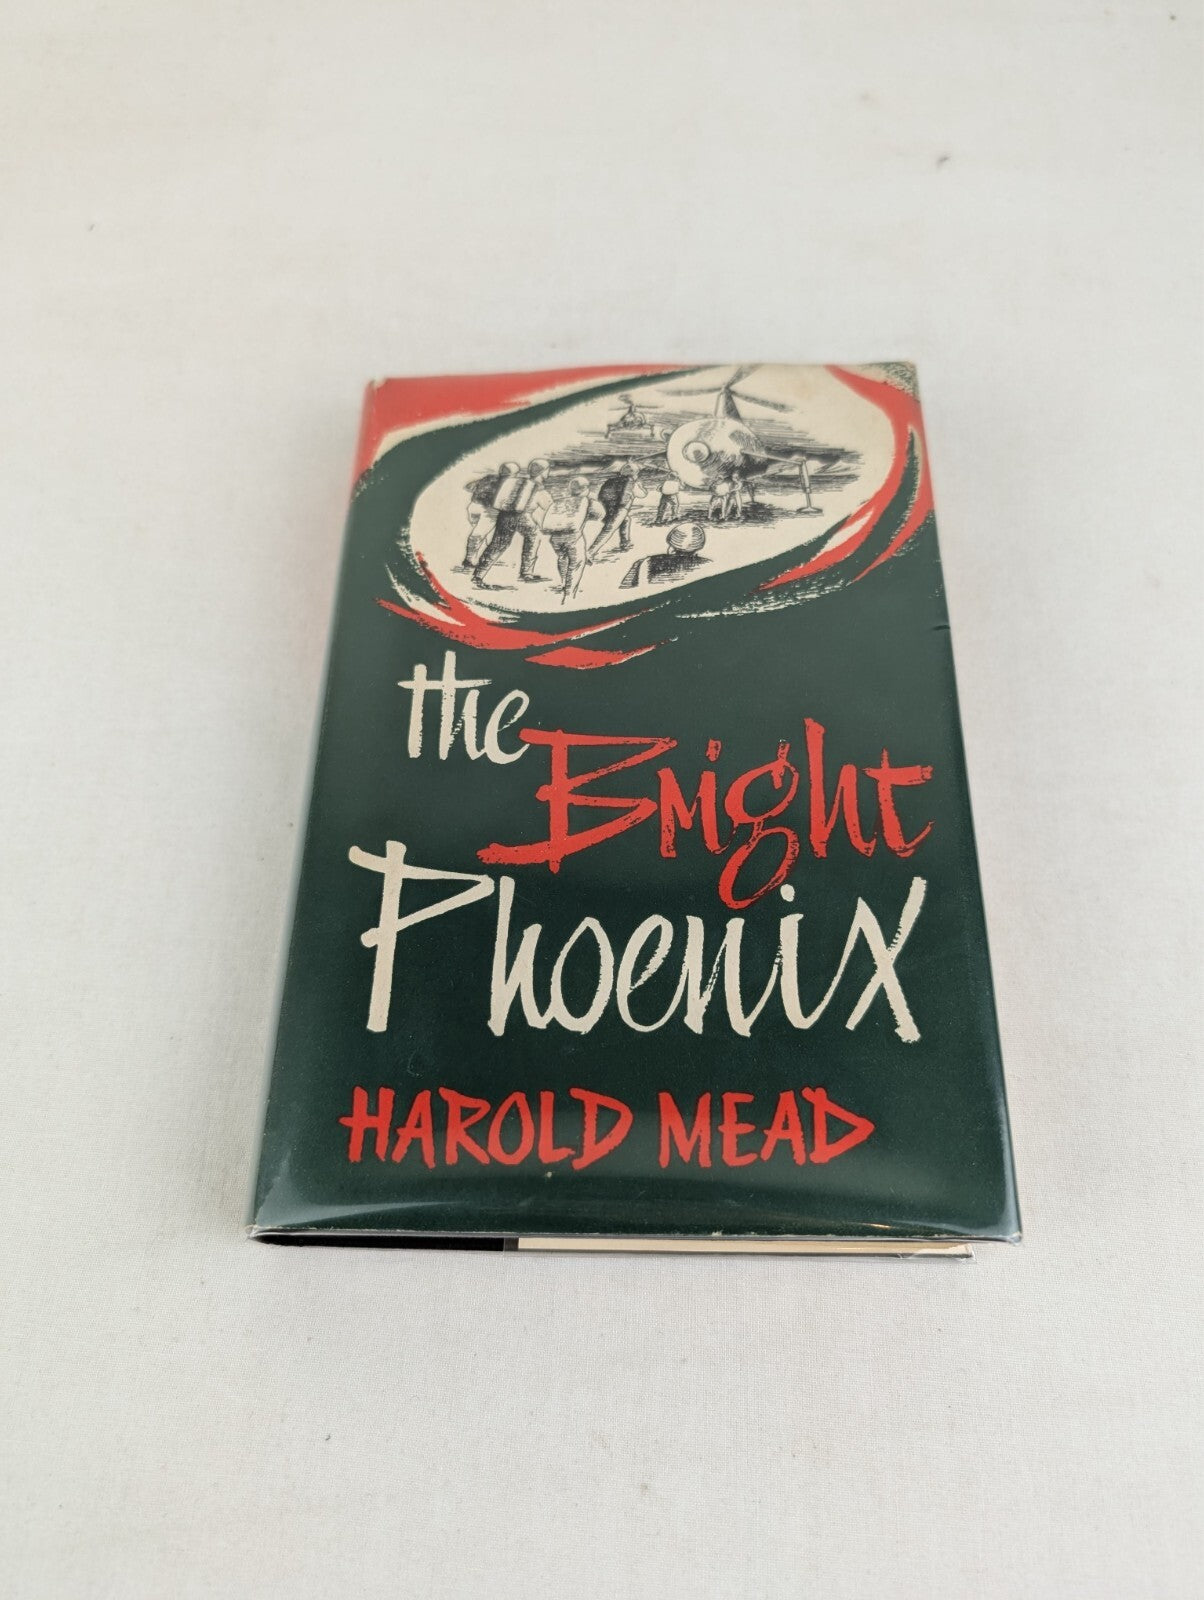 The
Bright
Phoenix
HAROLD MEAD